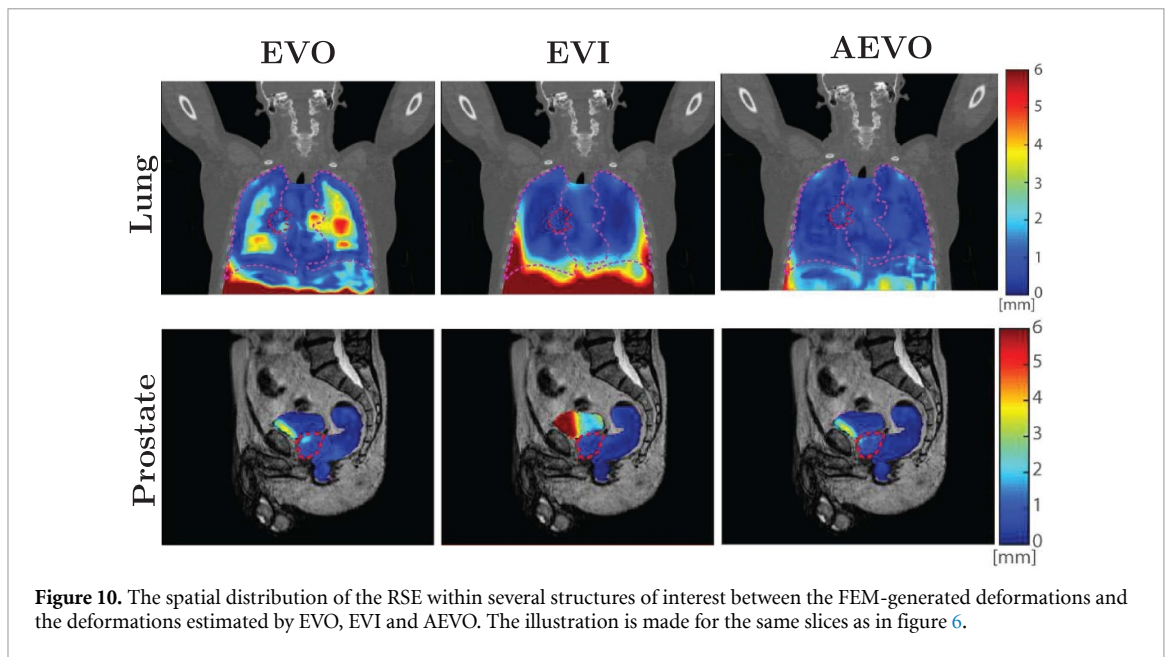 EVO EVI AEVO
Lung
6
5
4
3
2
1
0
[mm]
Prostate
6
5
4
3
2
1
0
[mm]
Figure 10. The spatial distribution of the RSE within several structures of interest between the FEM-generated deformations and
the deformations estimated by EVO, EVI and AEVO. The illustration is made for the same slices as in figure 6.